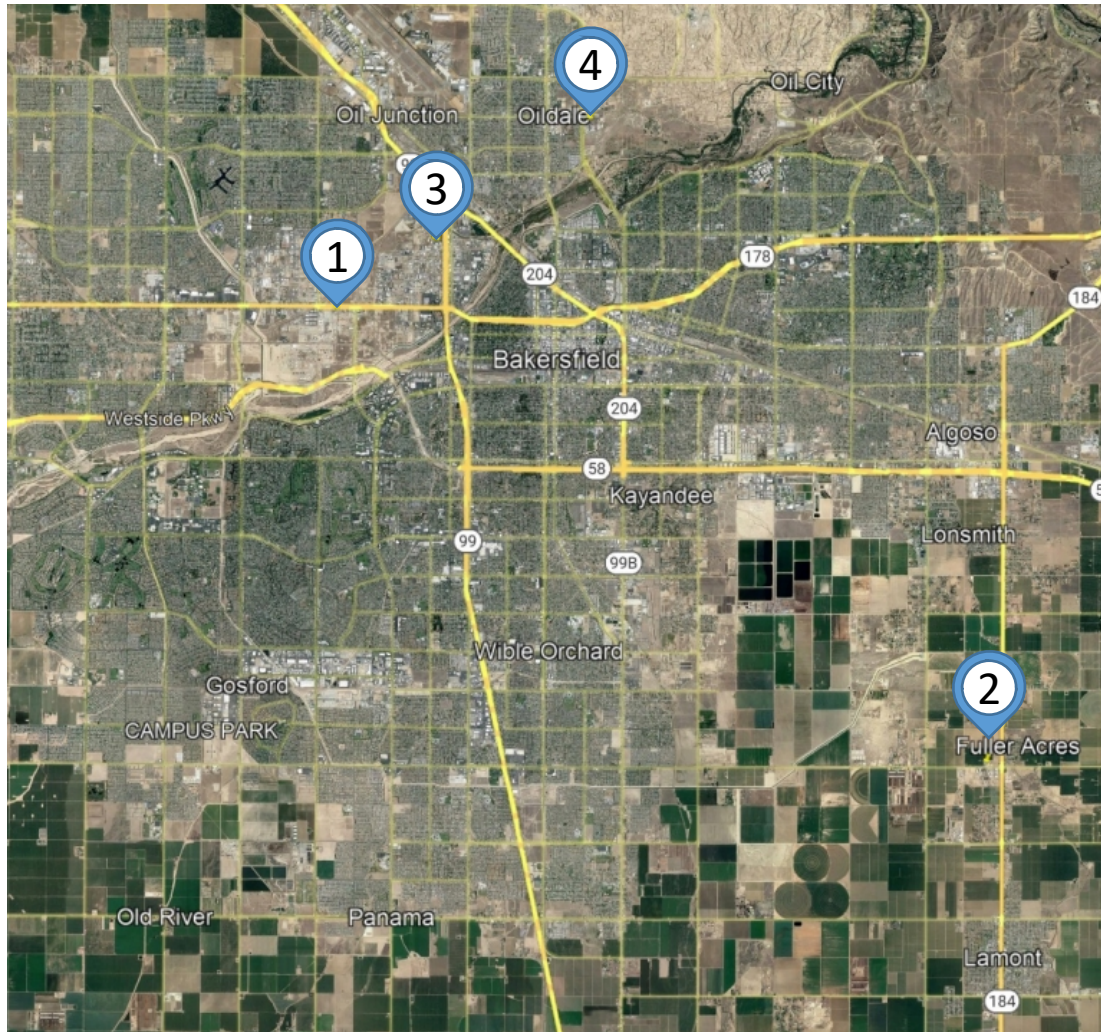 4
Oil City
Oil Junction
Oildale
3
1
204
178
184
Bakersfield
204
Westside Pkwy
Algoso
58
Kayandee
Lonsmith
99
99B
Wible Orchard
Gosford
2
CAMPUS PARK
Fuller Acres
Old River
Panama
Lamont
184